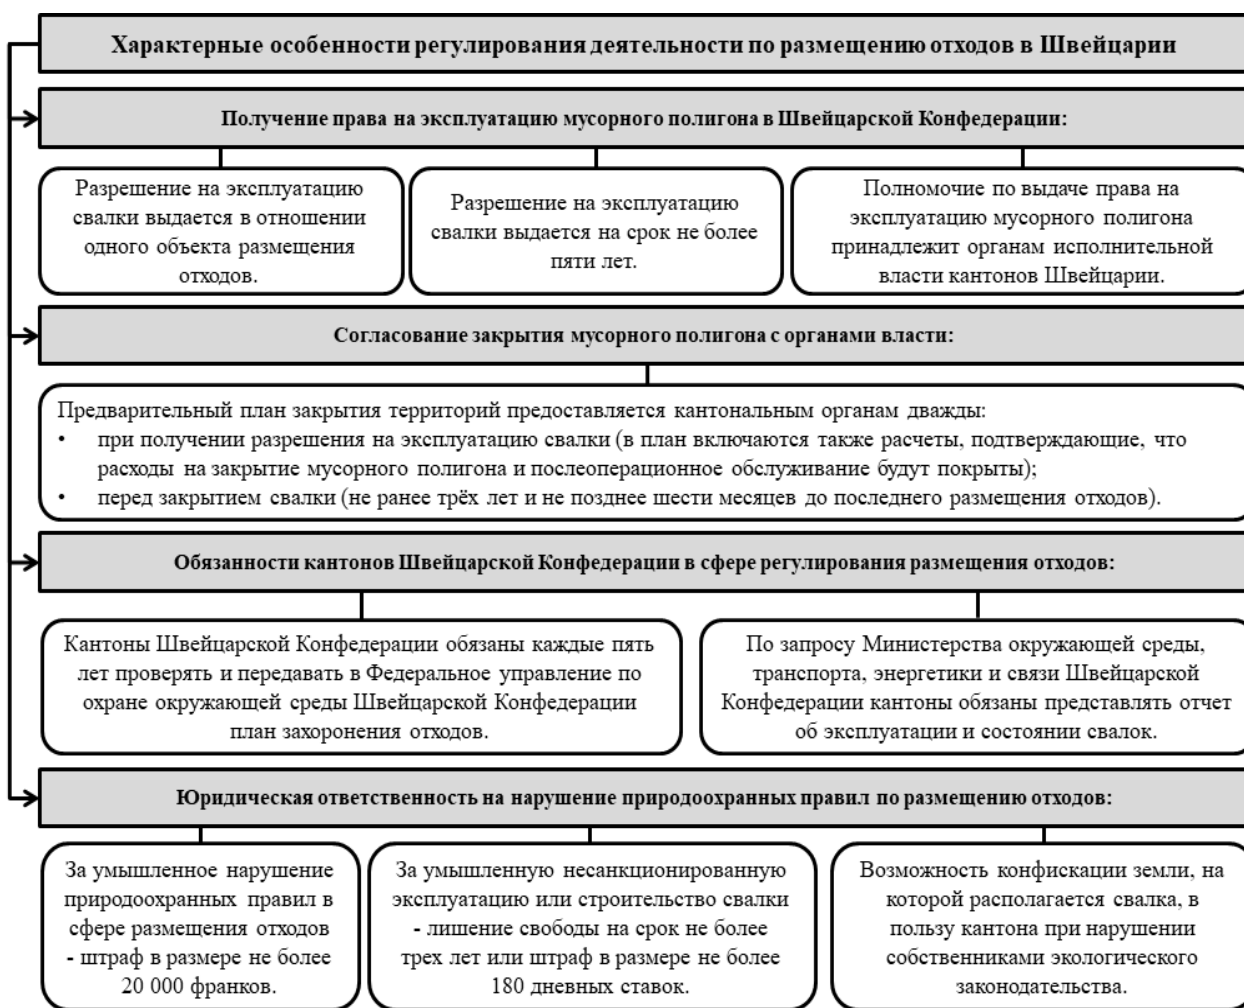 Характерные особенности регулирования деятельности по размещению отходов в Швейцарии
Получение права на эксплуатацию мусорного полигона в Швейцарской Конфедерации:
Разрешение на эксплуатацию
свалки выдается в отношении
одного объекта размещения
отходов.
Разрешение на эксплуатацию
свалки выдается на срок не более
пяти лет.
Полномочие по выдаче права на
эксплуатацию мусорного полигона
принадлежит органам исполнительной
власти кантонов Швейцарии.
Согласование закрытия мусорного полигона с органами власти:
Предварительный план закрытия территорий предоставляется кантональным органам дважды:
• при получении разрешения на эксплуатацию свалки (в план включаются также расчеты, подтверждающие, что
расходы на закрытие мусорного полигона и послеоперационное обслуживание будут покрыты);
• перед закрытием свалки (не ранее трёх лет и не позднее шести месяцев до последнего размещения отходов).
Обязанности кантонов Швейцарской Конфедерации в сфере регулирования размещения отходов:
Кантоны Швейцарской Конфедерации обязаны каждые пять
лет проверять и передавать в Федеральное управление по
охране окружающей среды Швейцарской Конфедерации
план захоронения отходов.
По запросу Министерства окружающей среды,
транспорта, энергетики и связи Швейцарской
Конфедерации кантоны обязаны представлять отчет
об эксплуатации и состоянии свалок.
Юридическая ответственность на нарушение природоохранных правил по размещению отходов:
За умышленное нарушение
природоохранных правил в
сфере размещения отходов
- штраф в размере не более
20 000 франков.
За умышленную несанкционированную
эксплуатацию или строительство свалки
- лишение свободы на срок не более
трех лет или штраф в размере не более
180 дневных ставок.
Возможность конфискации земли, на
которой располагается свалка, в
пользу кантона при нарушении
собственниками экологического
законодательства.